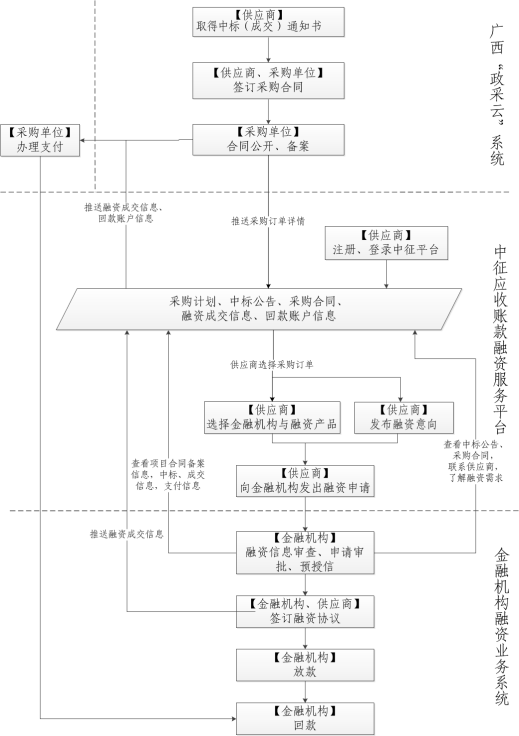 【供应商】
取得中标（成交）通知书
【供应商、采购单位】
签订采购合同
【采购单位】
合同公开、备案
【采购单位】
办理支付
广西“政采云”系统
推送融资成交信息、
回款账户信息
推送采购订单详情
【供应商】
注册、登录中征平台
采购计划、中标公告、采购合同、
融资成交信息、回款账户信息
供应商选择采购订单
【供应商】
选择金融机构与融资产品
【供应商】
发布融资意向
中征应收账款融资服务平台
查看项目合同备案
信息、中标、成交
信息、支付信息
查看中标公告、
采购合同、
联系供应商，
了解融资需求
【供应商】
向金融机构发出融资申请
推送融资成交信息
【金融机构】
融资信息审查、申请审
批、预授信
【金融机构、供应商】
签订融资协议
【金融机构】
放款
【金融机构】
回款
金融机构融资业务系统